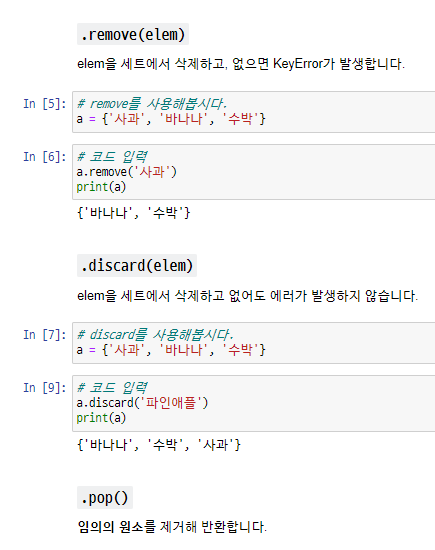 .remove(elem)
elem을 세트에서 삭제하고, 없으면 KeyError가 발생합니다.
In [5]: # remove를 사용해봅시다.
a = {'사과', '바나나', '수박'}
In [6]: # 코드 입력
a.remove('사과')
print(a)
{'바나나', '수박'}
.discard(elem)
elem을 세트에서 삭제하고 없어도 에러가 발생하지 않습니다.
In [7]: # discard를 사용해봅시다.
a = {'사과', '바나나', '수박'}
In [9]: # 코드 입력
a.discard('파인애플')
print(a)
{'바나나', '수박', '사과'}
.pop()
임의의 원소를 제거해 반환합니다.